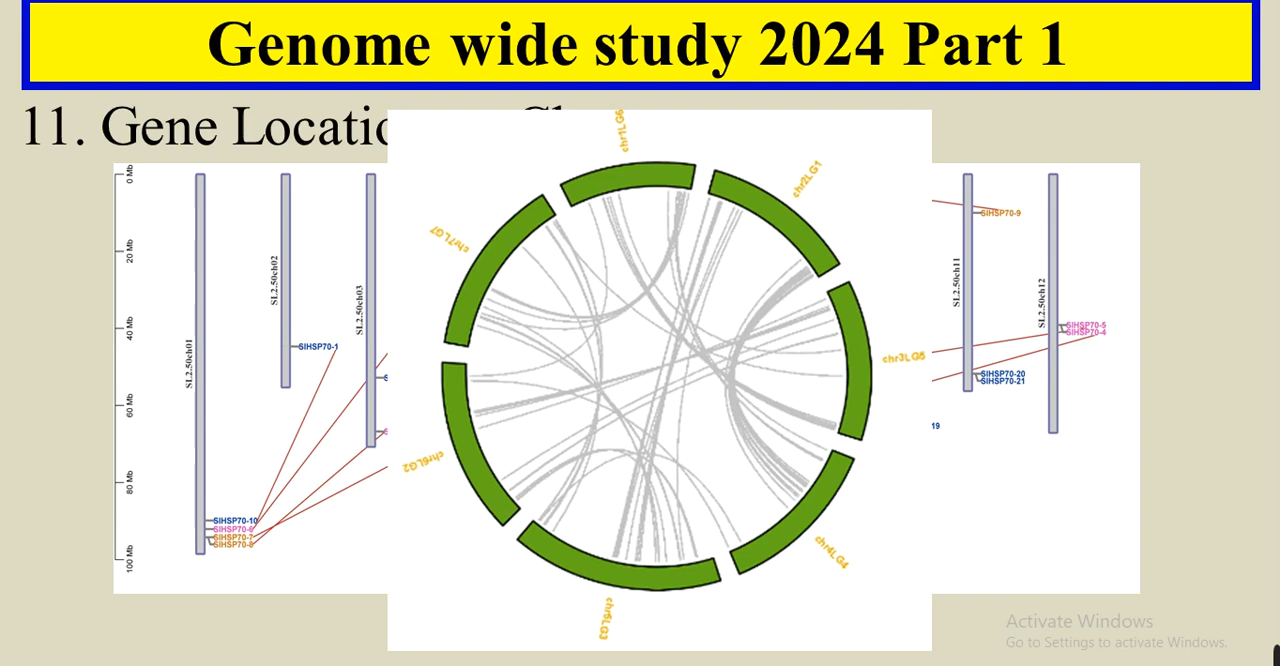 Genome wide study 2024 Part 1
11. Gene Locatio
0 Mb
20 Mb
40 Mb
60 Mb
80 Mb
100 Mb
SL2.50ch01
SlHSP70-10
SlHSP70-6
SlHSP70-7
SlHSP70-8
SL2.50ch02
SlHSP70-1
SL2.50ch03
chr1LG6
chr2LG1
chr3LG5
chr4LG4
chr5LG3
chr6LG2
chr7LG7
19
SL2.50ch11
SlHSP70-9
SlHSP70-20
SlHSP70-21
SL2.50ch12
SlHSP70-5
SlHSP70-4
Activate Windows
Go to Settings to activate Windows.